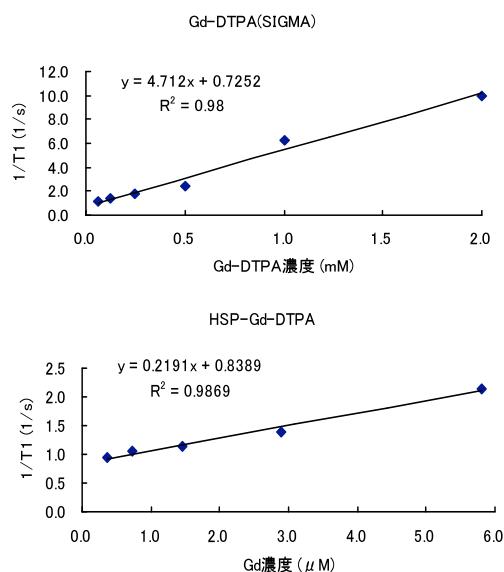 Gd-DTPA(SIGMA)
y = 4.712x + 0.7252
R² = 0.98
1/T1 (1/s)
12.0
10.0
8.0
6.0
4.0
2.0
0.0
0.0 0.5 1.0 1.5 2.0
Gd-DTPA濃度 (mM)
HSP-Gd-DTPA
y = 0.2191x + 0.8389
R² = 0.9869
1/T1 (1/s)
2.5
2.0
1.5
1.0
0.5
0.0
0.0 1.0 2.0 3.0 4.0 5.0 6.0
Gd濃度 (μM)